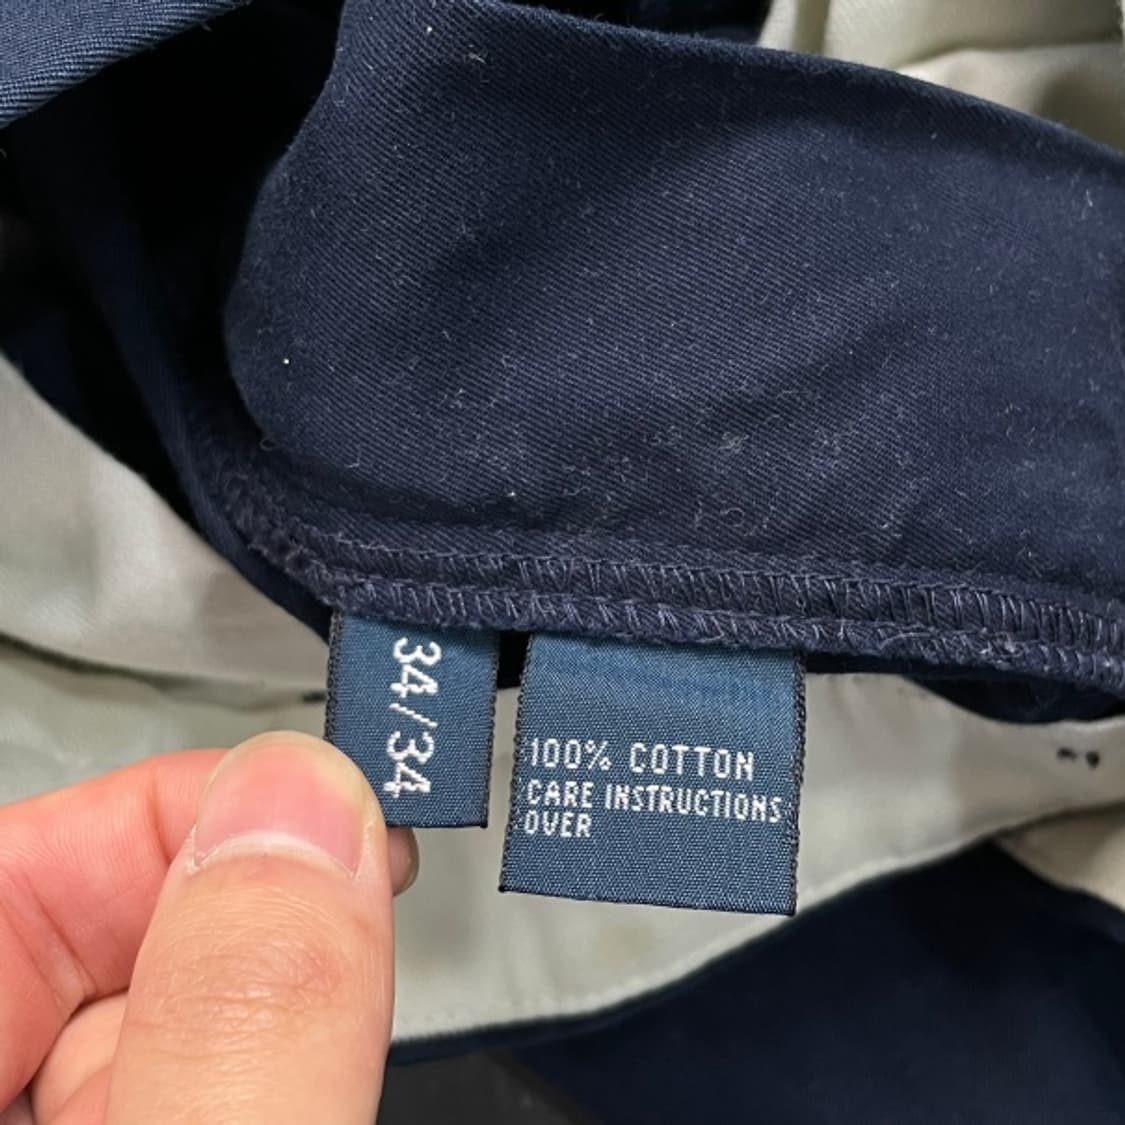 34/34
100% COTTON
CARE INSTRUCTIONS
OVER